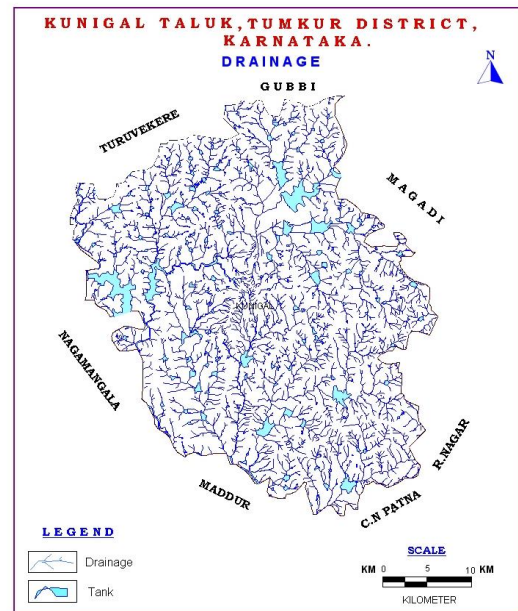 KUNIGAL TALUK,TUMKUR DISTRICT,
KARNATAKA.
DRAINAGE
GUBBI
N
TURUVEKERE
MAGADI
KUNIGAL
NAGAMANGALA
R.NAGAR
MADDUR
C.N PATNA
LEGEND
Drainage
Tank
SCALE
KM 0 5 10 KM
KILOMETER